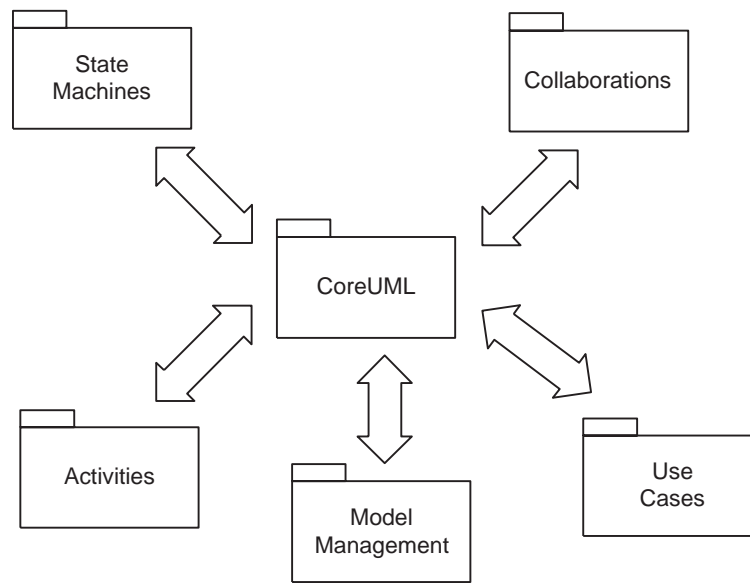 State
Machines
Collaborations
CoreUML
Activities
Model
Management
Use
Cases